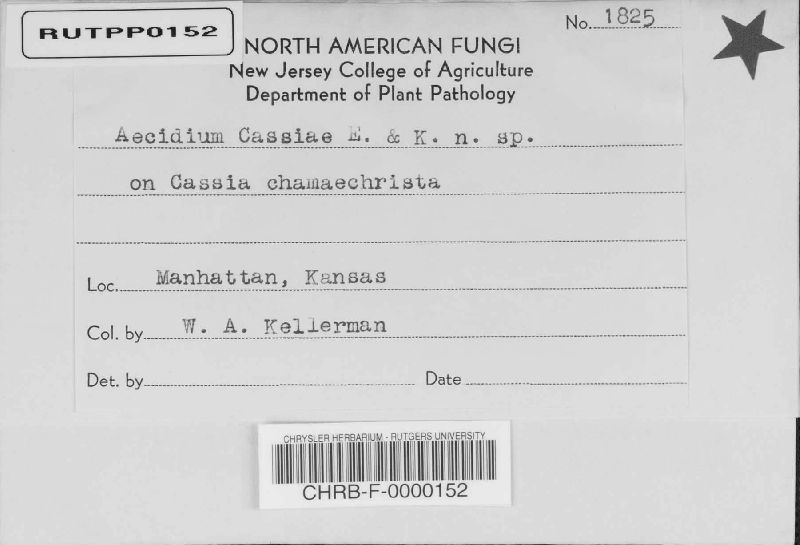 RUTPP0152
No. 1825
NORTH AMERICAN FUNGI
New Jersey College of Agriculture
Department of Plant Pathology
Aecidium Cassiae E. & K. n. sp.
on Cassia chamaechrista
Loc. Manhattan, Kansas
Col. by W. A. Kellerman
Det. by Date
CHRYSLER HERBARIUM - RUTGERS UNIVERSITY
CHRB-F-0000152